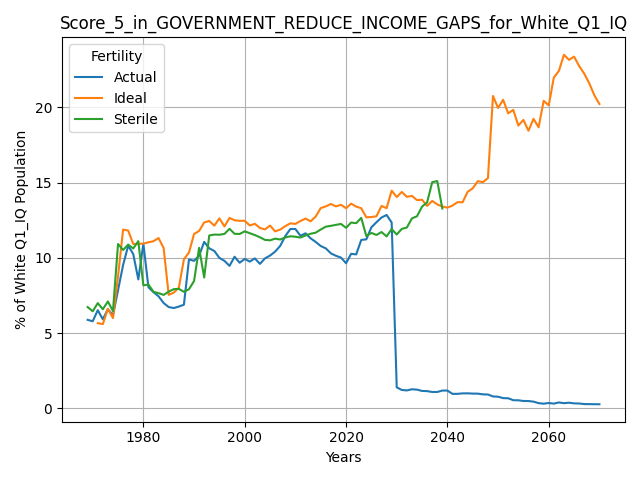 Score_5_in_GOVERNMENT_REDUCE_INCOME_GAPS_for_White_Q1_IQ
Fertility
Actual
Ideal
Sterile
% of White Q1_IQ Population
20
15
10
5
0
1980
2000
2020
2040
2060
Years